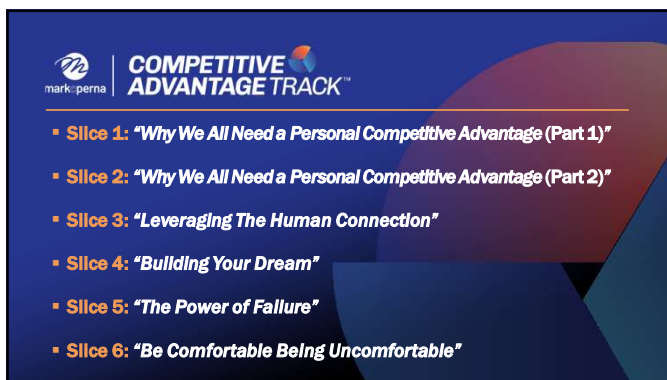 COMPETITIVE
markcperna
ADVANTAGE TRACK™
▪ Slice 1: “Why We All Need a Personal Competitive Advantage (Part 1)”
▪ Slice 2: “Why We All Need a Personal Competitive Advantage (Part 2)”
▪ Slice 3: “Leveraging The Human Connection”
▪ Slice 4: “Building Your Dream”
▪ Slice 5: “The Power of Failure”
▪ Slice 6: “Be Comfortable Being Uncomfortable”